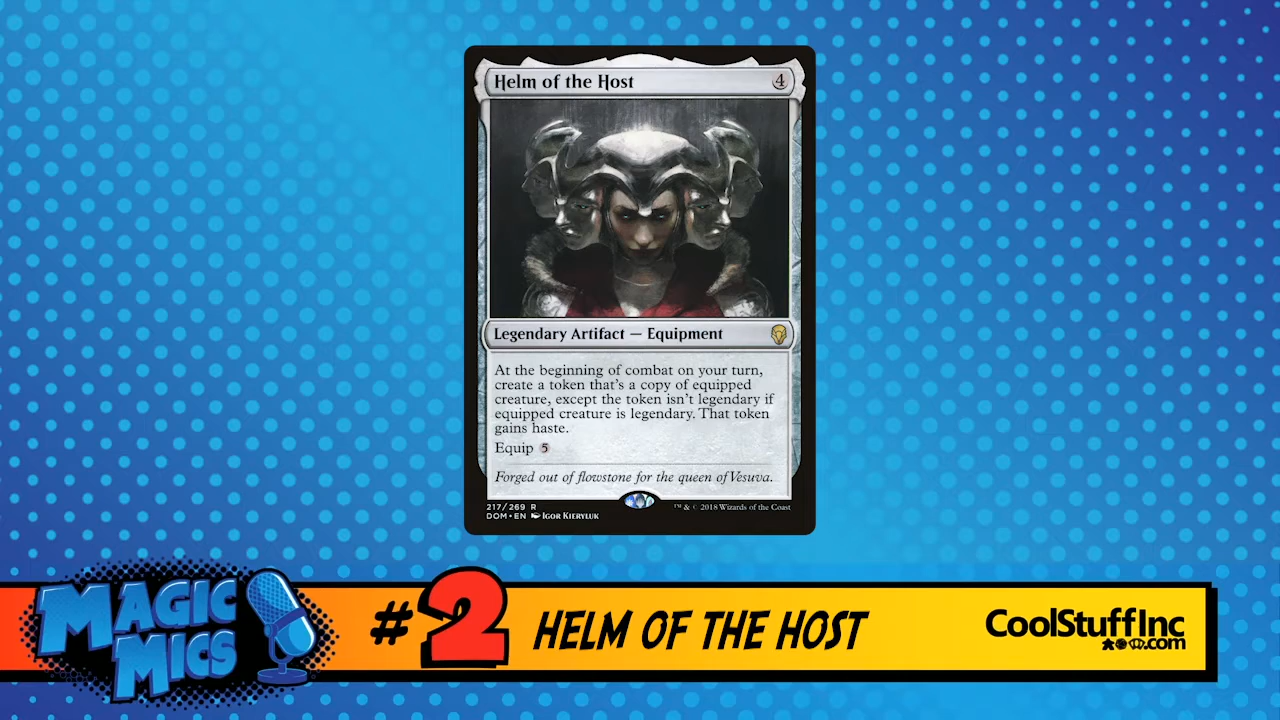 Helm of the Host 4
Legendary Artifact — Equipment
At the beginning of combat on your turn,
create a token that's a copy of equipped
creature, except the token isn't legendary if
equipped creature is legendary. That token
gains haste.
Equip 5
Forged out of flowstone for the queen of Vesuva.
217/269 R
DOM • EN Igor Kieryluk
™ & © 2018 Wizards of the Coast
MAGIC
MICS
#2 HELM OF THE HOST
CoolStuffInc
.com